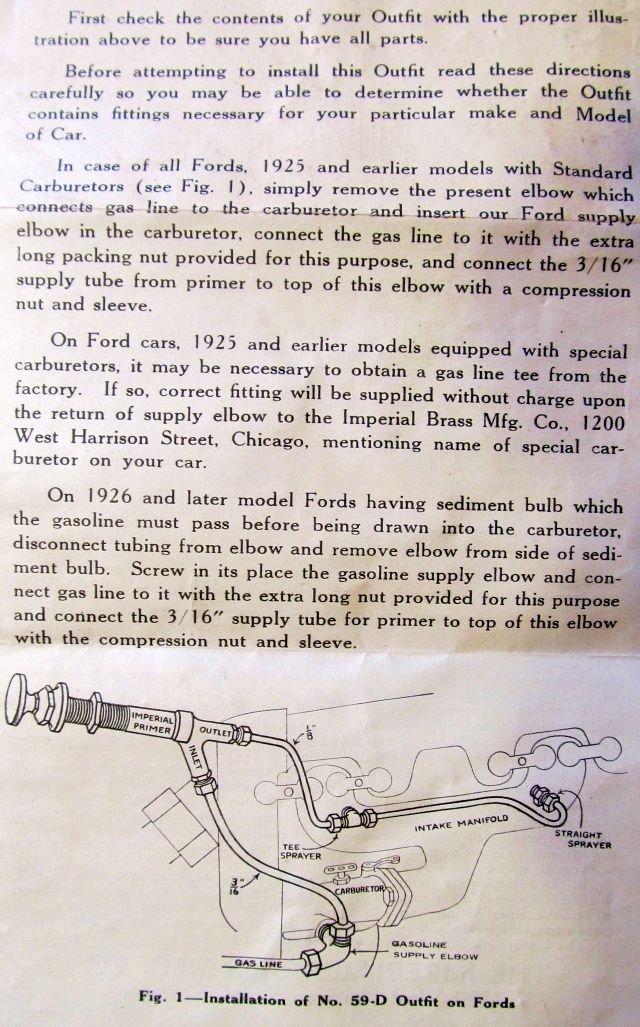 First check the contents of your Outfit with the proper illus-
tration above to be sure you have all parts.
Before attempting to install this Outfit read these directions
carefully so you may be able to determine whether the Outfit
contains fittings necessary for your particular make and Model
of Car.
In case of all Fords, 1925 and earlier models with Standard
Carburetors (see Fig. 1), simply remove the present elbow which
connects gas line to the carburetor and insert our Ford supply
elbow in the carburetor, connect the gas line to it with the extra
long packing nut provided for this purpose, and connect the 3/16"
supply tube from primer to top of this elbow with a compression
nut and sleeve.
On Ford cars, 1925 and earlier models equipped with special
carburetors, it may be necessary to obtain a gas line tee from the
factory. If so, correct fitting will be supplied without charge upon
the return of supply elbow to the Imperial Brass Mfg. Co., 1200
West Harrison Street, Chicago, mentioning name of special car-
buretor on your car.
On 1926 and later model Fords having sediment bulb which
the gasoline must pass before being drawn into the carburetor,
disconnect tubing from elbow and remove elbow from side of sedi-
ment bulb. Screw in its place the gasoline supply elbow and con-
nect gas line to it with the extra long nut provided for this purpose
and connect the 3/16" supply tube for primer to top of this elbow
with the compression nut and sleeve.
IMPERIAL
PRIMER
OUTLET
INLET
1/8"
INTAKE MANIFOLD
STRAIGHT
SPRAYER
TEE
SPRAYER
3/16"
CARBURETOR
GASOLINE
SUPPLY ELBOW
GAS LINE
Fig. 1—Installation of No. 59-D Outfit on Fords